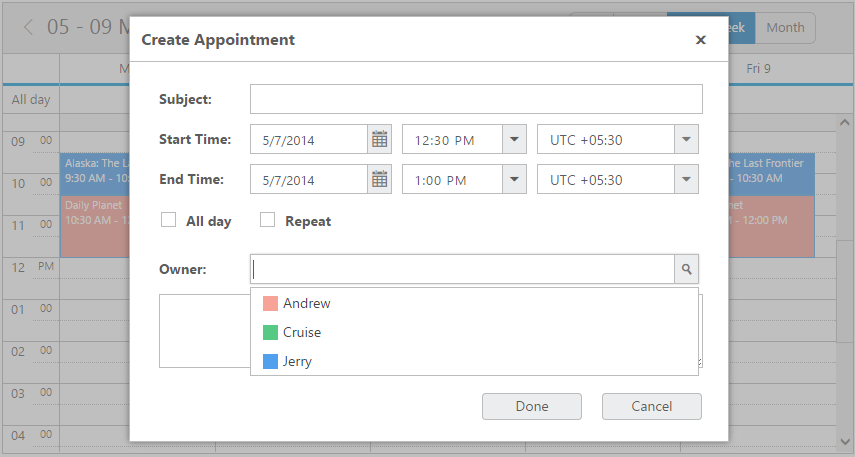 05 - 09 M
eek
Month
Create Appointment
M
Fri 9
All day
Subject:
Start Time: 5/7/2014 12:30 PM UTC +05:30
End Time: 5/7/2014 1:00 PM UTC +05:30
All day Repeat
Owner:
Andrew
Cruise
Jerry
Done Cancel
09 00
10 00
11 00
12 PM
01 00
02 00
03 00
04 00
Alaska: The La
9:30 AM - 10:
Daily Planet
10:30 AM - 12
he Last Frontier
- 10:30 AM
net
- 12:00 PM